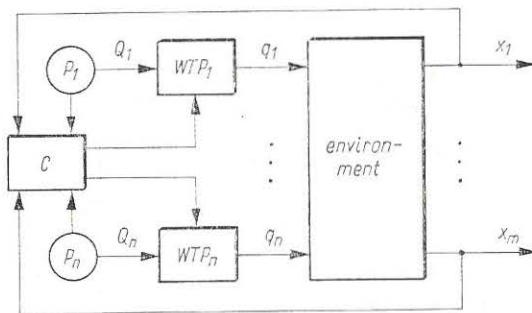 P₁
Q₁
WTP₁
q₁
x₁
C
environ-
ment
Pₙ
Qₙ
WTPₙ
qₙ
xₘ